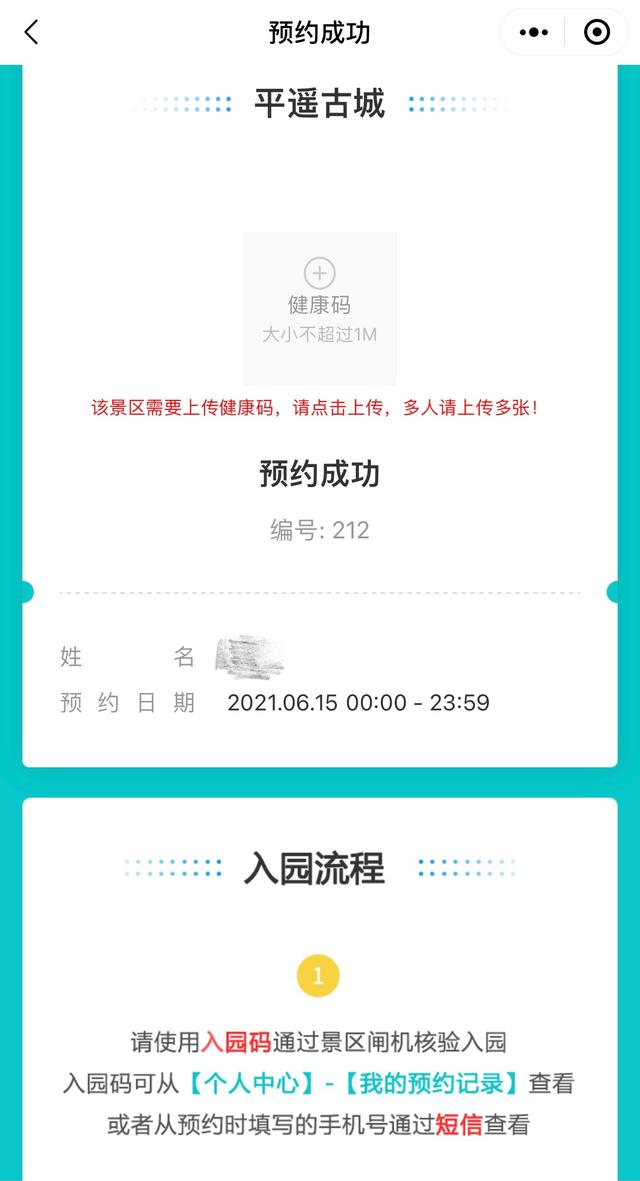 预约成功
平遥古城
健康码
大小不超过1M
该景区需要上传健康码，请点击上传，多人请上传多张！
预约成功
编号: 212
姓名
预约日期 2021.06.15 00:00 - 23:59
入园流程
1
请使用入园码通过景区闸机核验入园
入园码可从【个人中心】-【我的预约记录】查看
或者从预约时填写的手机号通过短信查看